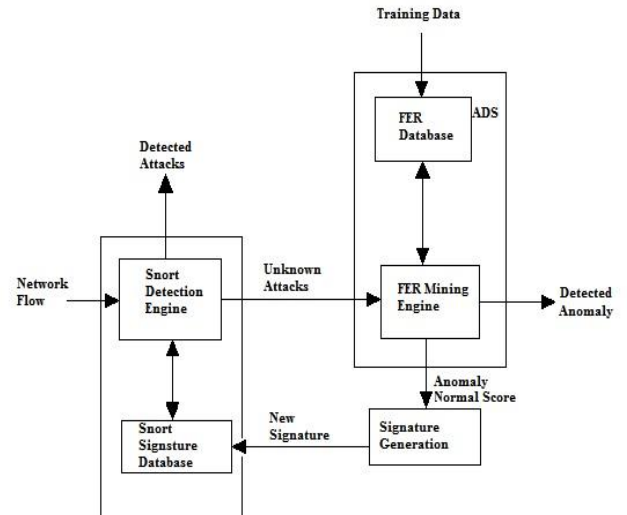 Training Data
FER
Database
ADS
Detected
Attacks
Network
Flow
Snort
Detection
Engine
Unknown
Attacks
FER Mining
Engine
Detected
Anomaly
Anomaly
Normal Score
Snort
Signsture
Database
New
Signature
Signature
Generation